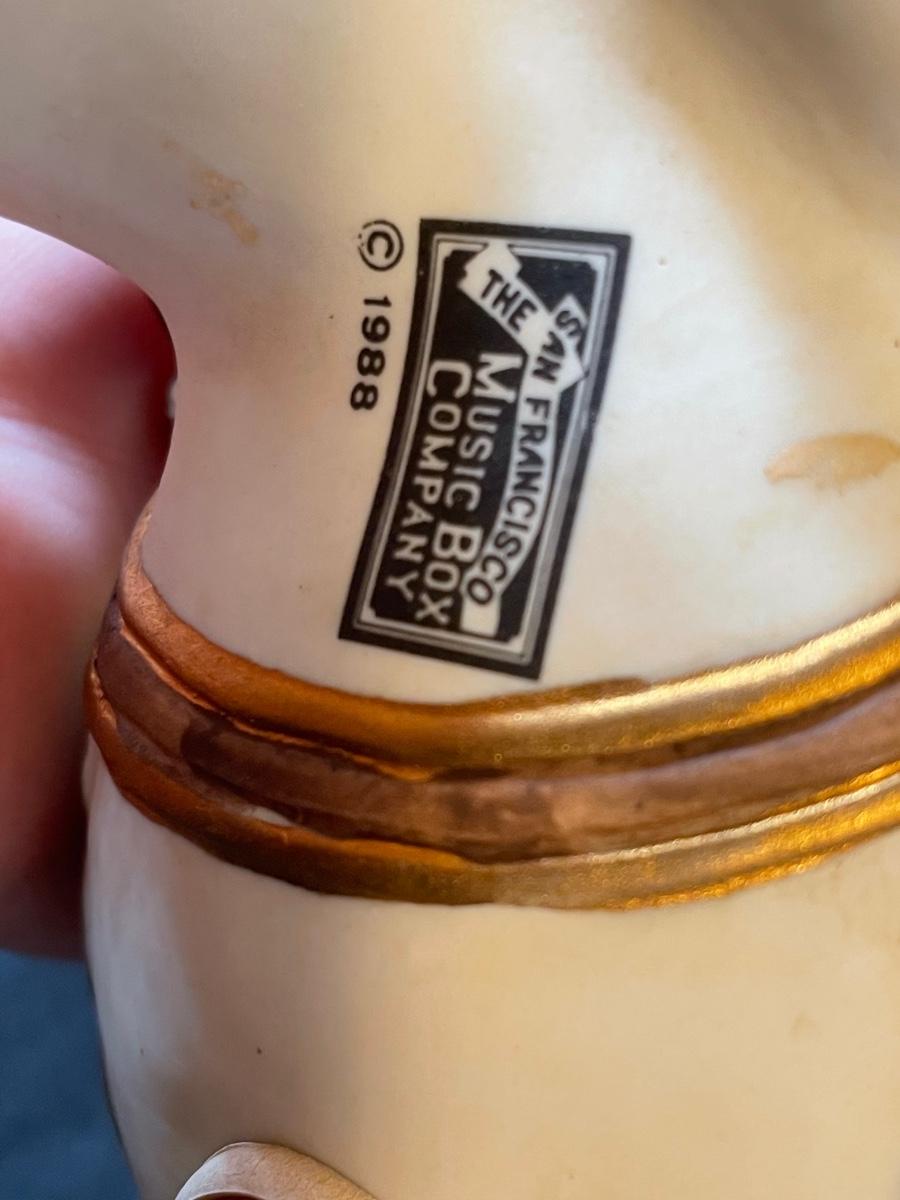 THE
SAN FRANCISCO
MUSIC BOX
COMPANY
© 1988